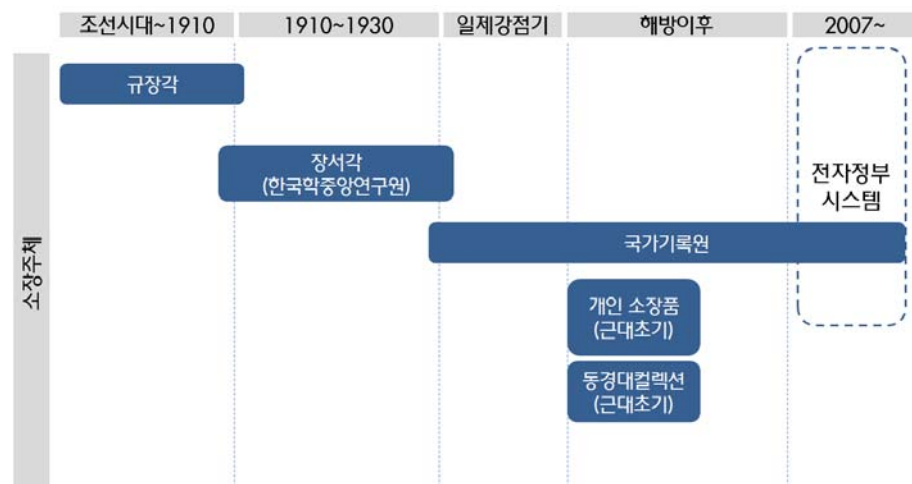 조선시대~1910
1910~1930
일제강점기
해방이후
2007~
소장주체
규장각
장서각
(한국학중앙연구원)
전자정부
시스템
국가기록원
개인 소장품
(근대초기)
동경대컬렉션
(근대초기)